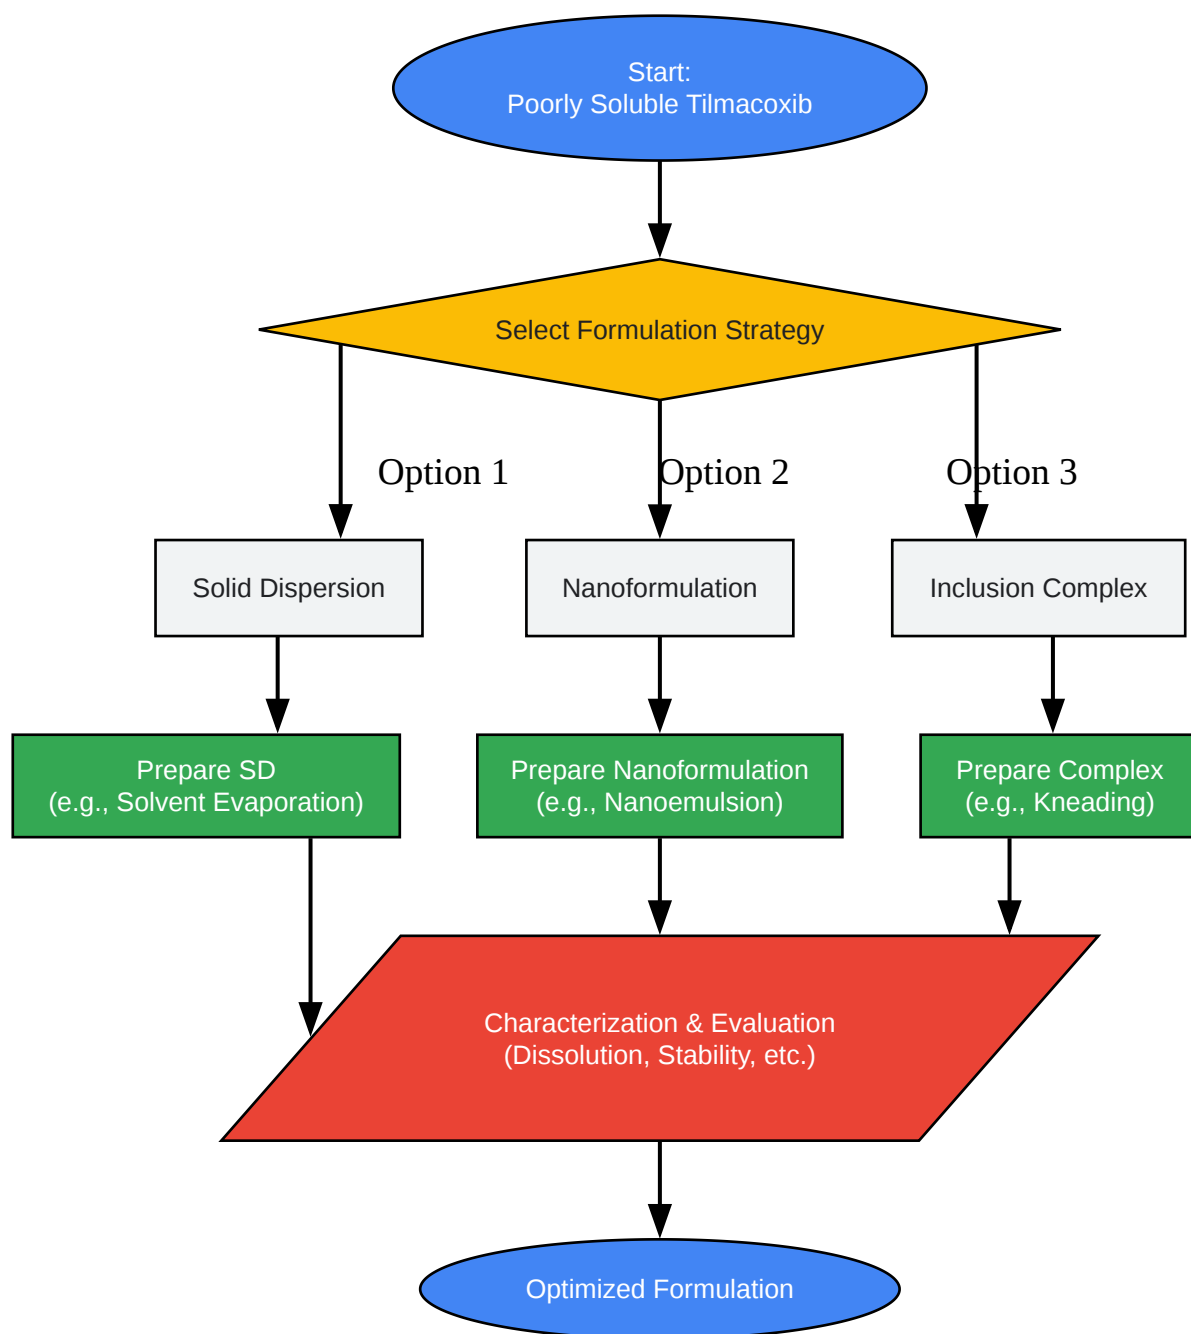 Start:
Poorly Soluble Tilmacoxib
Select Formulation Strategy
Option 1
Option 2
Option 3
Solid Dispersion
Nanoformulation
Inclusion Complex
Prepare SD
(e.g., Solvent Evaporation)
Prepare Nanoformulation
(e.g., Nanoemulsion)
Prepare Complex
(e.g., Kneading)
Characterization & Evaluation
(Dissolution, Stability, etc.)
Optimized Formulation